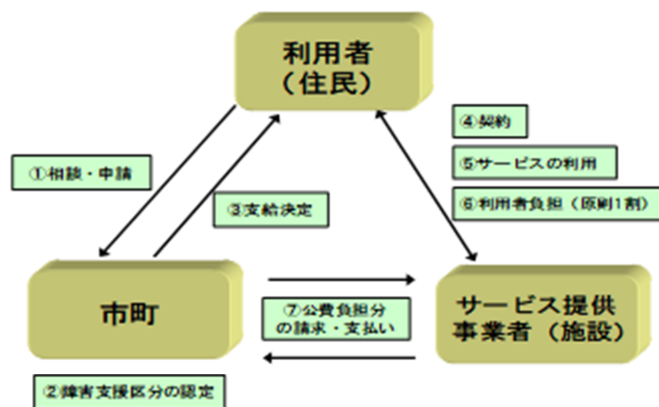 利用者
（住民）
④契約
①相談・申請
⑤サービスの利用
③支給決定
⑥利用者負担（原則1割）
市町
⑦公費負担分
の請求・支払い
サービス提供
事業者（施設）
②障害支援区分の認定